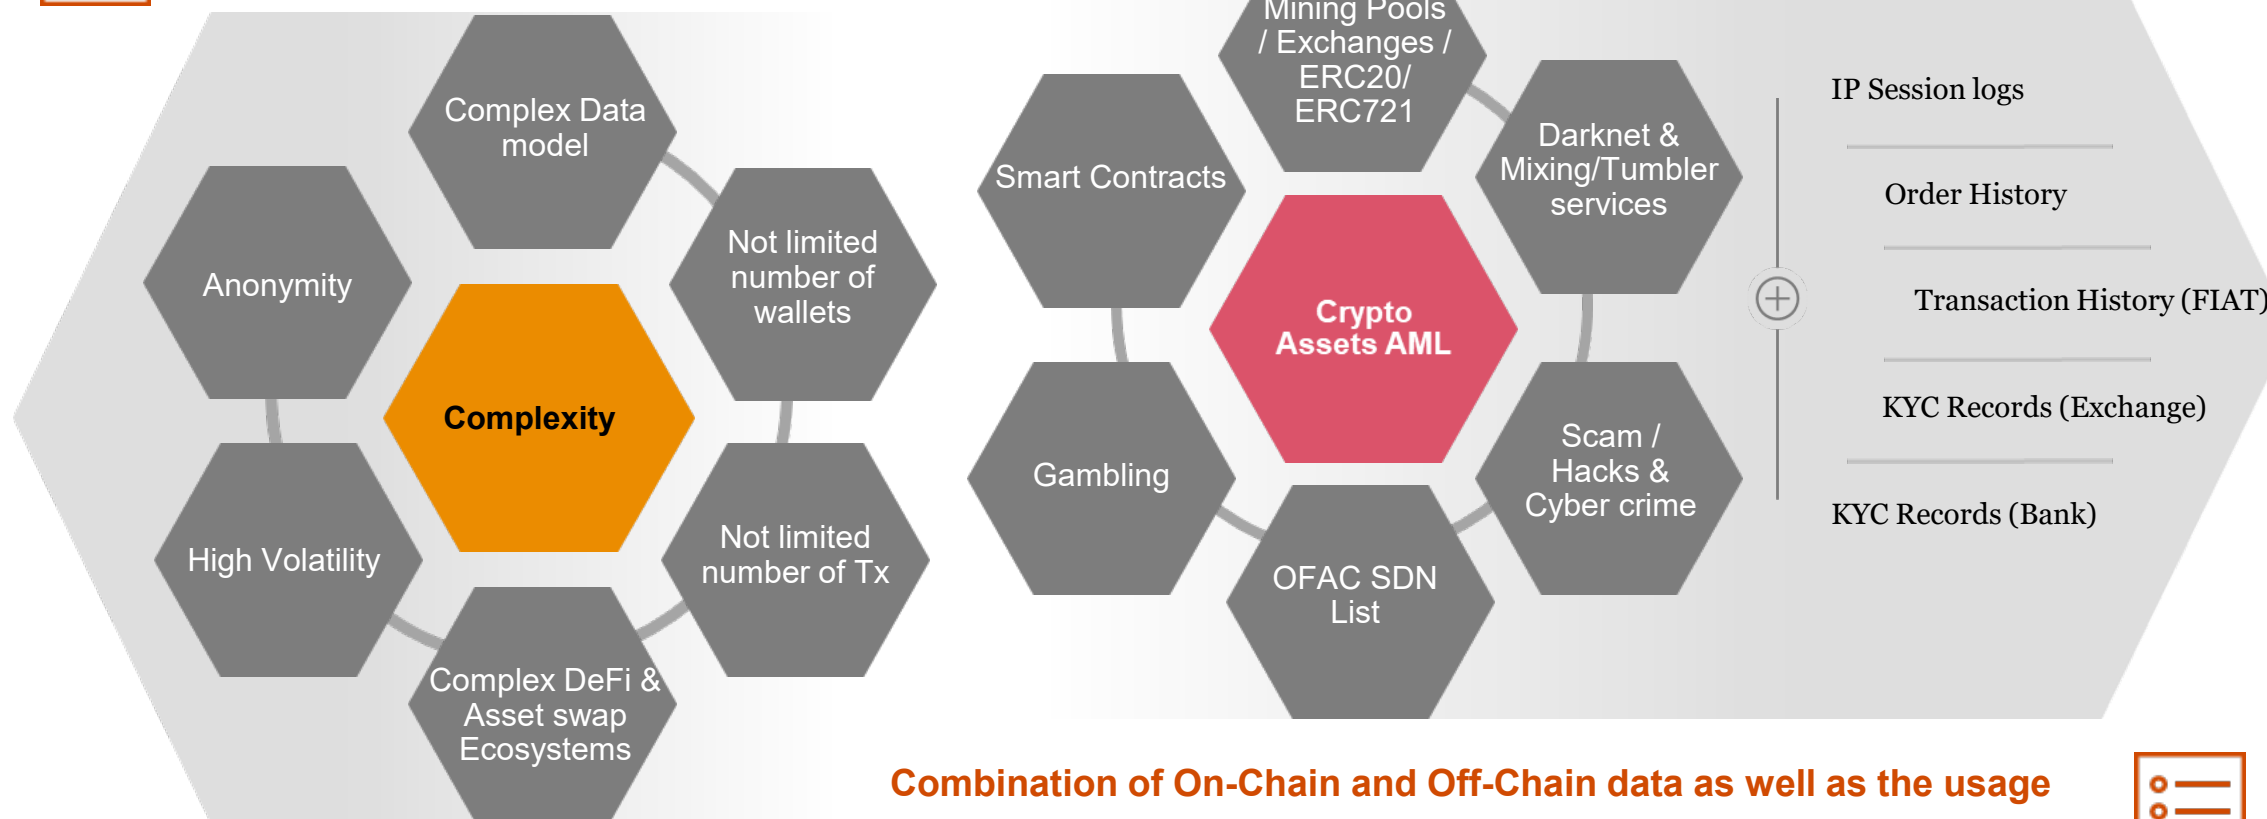 Complex Data
model
Anonymity
Not limited
number of
wallets
Complexity
High Volatility
Not limited
number of Tx
Complex DeFi &
Asset swap
Ecosystems
Mining Pools
/ Exchanges /
ERC20/
ERC721
Smart Contracts
Darknet &
Mixing/Tumbler
services
Crypto
Assets AML
Gambling
Scam /
Hacks &
Cyber crime
OFAC SDN
List
IP Session logs
Order History
Transaction History (FIAT)
KYC Records (Exchange)
KYC Records (Bank)
Combination of On-Chain and Off-Chain data as well as the usage